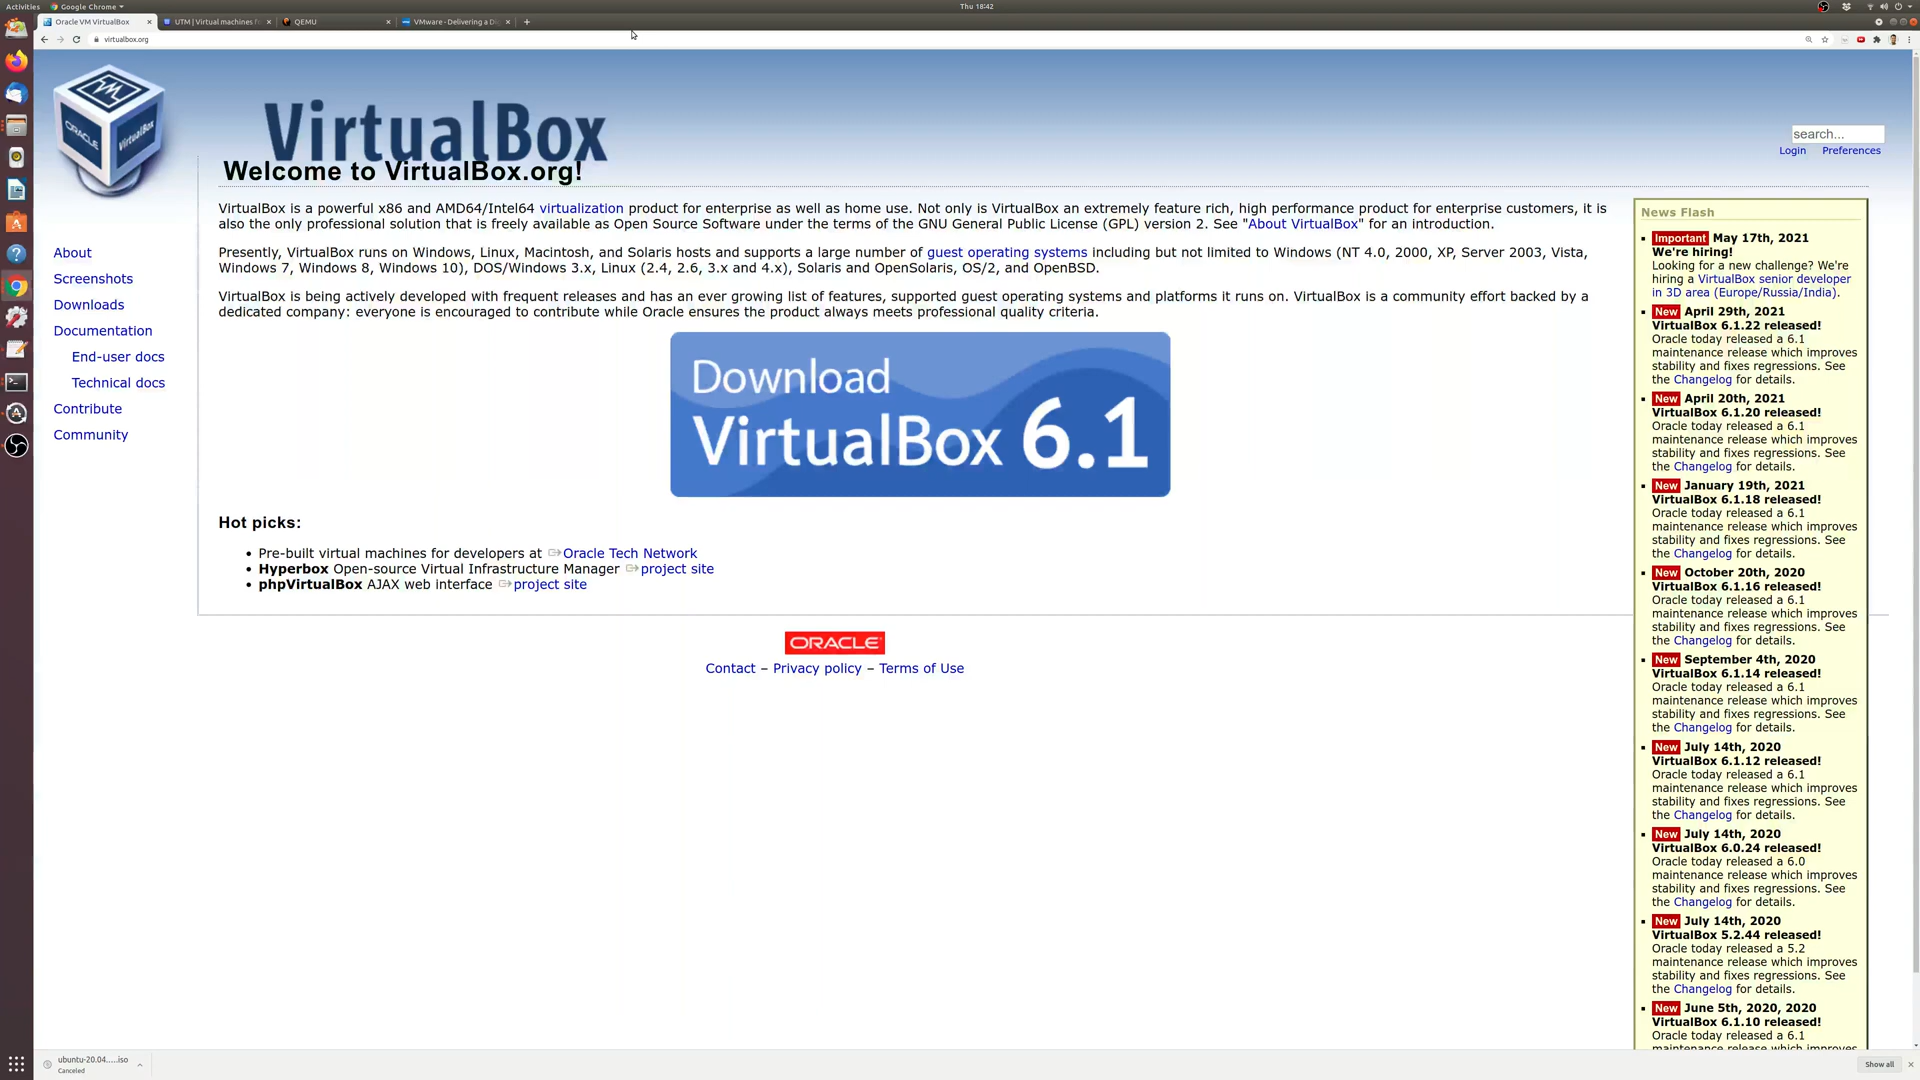 Activities
Google Chrome
Thu 18:42
Oracle VM VirtualBox
UTM | Virtual machines f
QEMU
VMware - Delivering a Di
virtualbox.org
ORACLE
VirtualBox
VirtualBox
Welcome to VirtualBox.org!
search...
Login Preferences
About
Screenshots
Downloads
Documentation
End-user docs
Technical docs
Contribute
Community
VirtualBox is a powerful x86 and AMD64/Intel64 virtualization product for enterprise as well as home use. Not only is VirtualBox an extremely feature rich, high performance product for enterprise customers, it is
also the only professional solution that is freely available as Open Source Software under the terms of the GNU General Public License (GPL) version 2. See "About VirtualBox" for an introduction.
Presently, VirtualBox runs on Windows, Linux, Macintosh, and Solaris hosts and supports a large number of guest operating systems including but not limited to Windows (NT 4.0, 2000, XP, Server 2003, Vista,
Windows 7, Windows 8, Windows 10), DOS/Windows 3.x, Linux (2.4, 2.6, 3.x and 4.x), Solaris and OpenSolaris, OS/2, and OpenBSD.
VirtualBox is being actively developed with frequent releases and has an ever growing list of features, supported guest operating systems and platforms it runs on. VirtualBox is a community effort backed by a
dedicated company: everyone is encouraged to contribute while Oracle ensures the product always meets professional quality criteria.
Download
VirtualBox 6.1
Hot picks:
• Pre-built virtual machines for developers at Oracle Tech Network
• Hyperbox Open-source Virtual Infrastructure Manager project site
• phpVirtualBox AJAX web interface project site
ORACLE
Contact – Privacy policy – Terms of Use
News Flash
Important May 17th, 2021
We're hiring!
Looking for a new challenge? We're
hiring a VirtualBox senior developer
in 3D area (Europe/Russia/India).
New April 29th, 2021
VirtualBox 6.1.22 released!
Oracle today released a 6.1
maintenance release which improves
stability and fixes regressions. See
the Changelog for details.
New April 20th, 2021
VirtualBox 6.1.20 released!
Oracle today released a 6.1
maintenance release which improves
stability and fixes regressions. See
the Changelog for details.
New January 19th, 2021
VirtualBox 6.1.18 released!
Oracle today released a 6.1
maintenance release which improves
stability and fixes regressions. See
the Changelog for details.
New October 20th, 2020
VirtualBox 6.1.16 released!
Oracle today released a 6.1
maintenance release which improves
stability and fixes regressions. See
the Changelog for details.
New September 4th, 2020
VirtualBox 6.1.14 released!
Oracle today released a 6.1
maintenance release which improves
stability and fixes regressions. See
the Changelog for details.
New July 14th, 2020
VirtualBox 6.1.12 released!
Oracle today released a 6.1
maintenance release which improves
stability and fixes regressions. See
the Changelog for details.
New July 14th, 2020
VirtualBox 6.0.24 released!
Oracle today released a 6.0
maintenance release which improves
stability and fixes regressions. See
the Changelog for details.
New July 14th, 2020
VirtualBox 5.2.44 released!
Oracle today released a 5.2
maintenance release which improves
stability and fixes regressions. See
the Changelog for details.
New June 5th, 2020, 2020
VirtualBox 6.1.10 released!
Oracle today released a 6.1
maintenance release which improves
ubuntu-20.04.....iso
Canceled
Show all